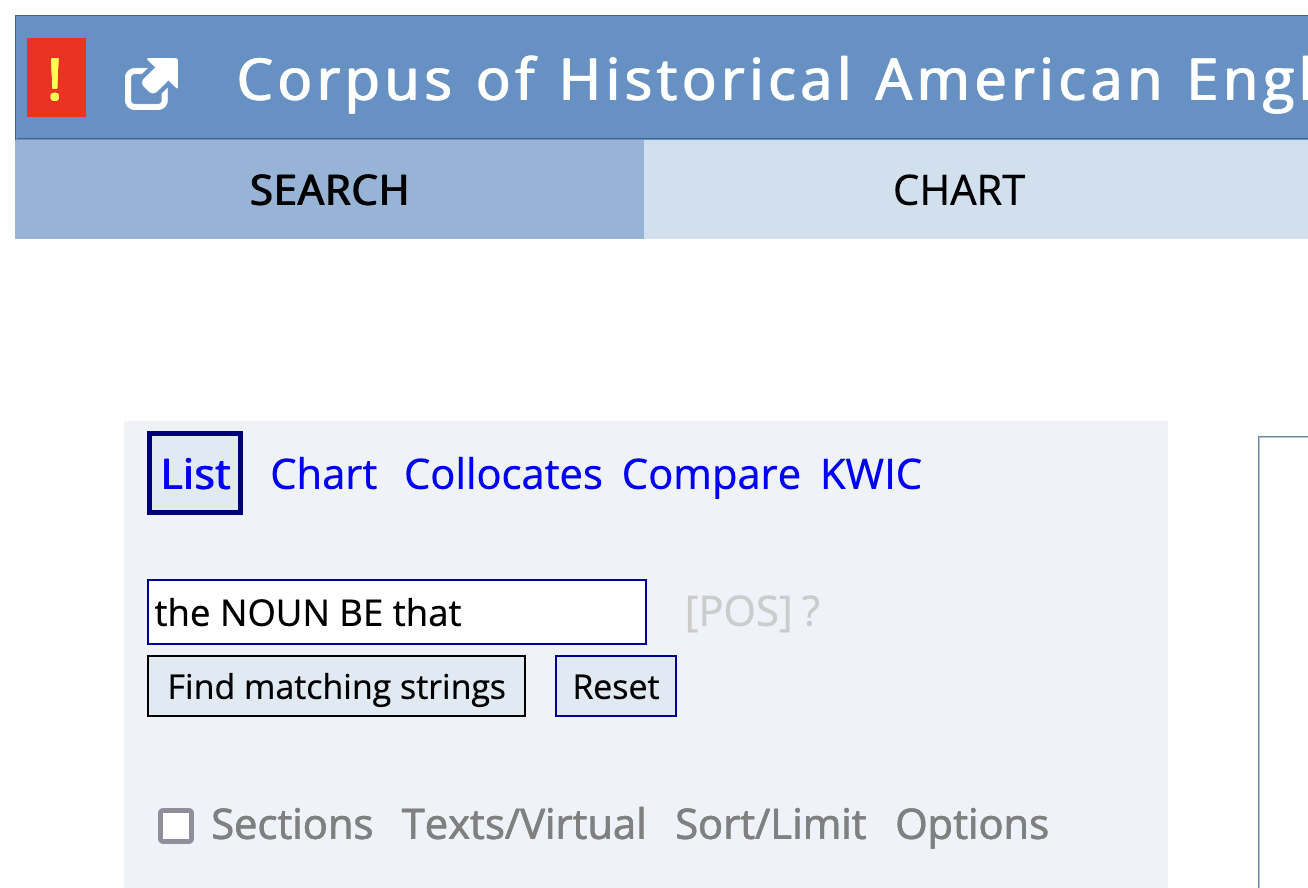 ! Corpus of Historical American Engl
SEARCH CHART
List Chart Collocates Compare KWIC
the NOUN BE that [POS] ?
Find matching strings Reset
Sections Texts/Virtual Sort/Limit Options